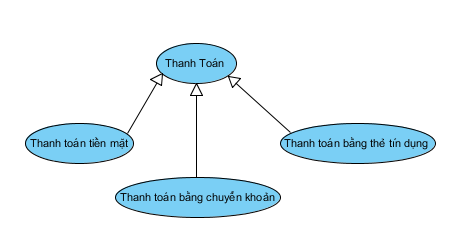 Thanh Toán
Thanh toán tiền mặt
Thanh toán bằng thẻ tín dụng
Thanh toán bằng chuyển khoản